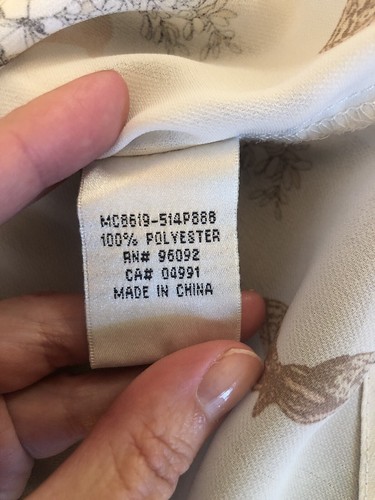 MC8619-514P888
100% POLYESTER
RN# 96092
CA# 04991
MADE IN CHINA